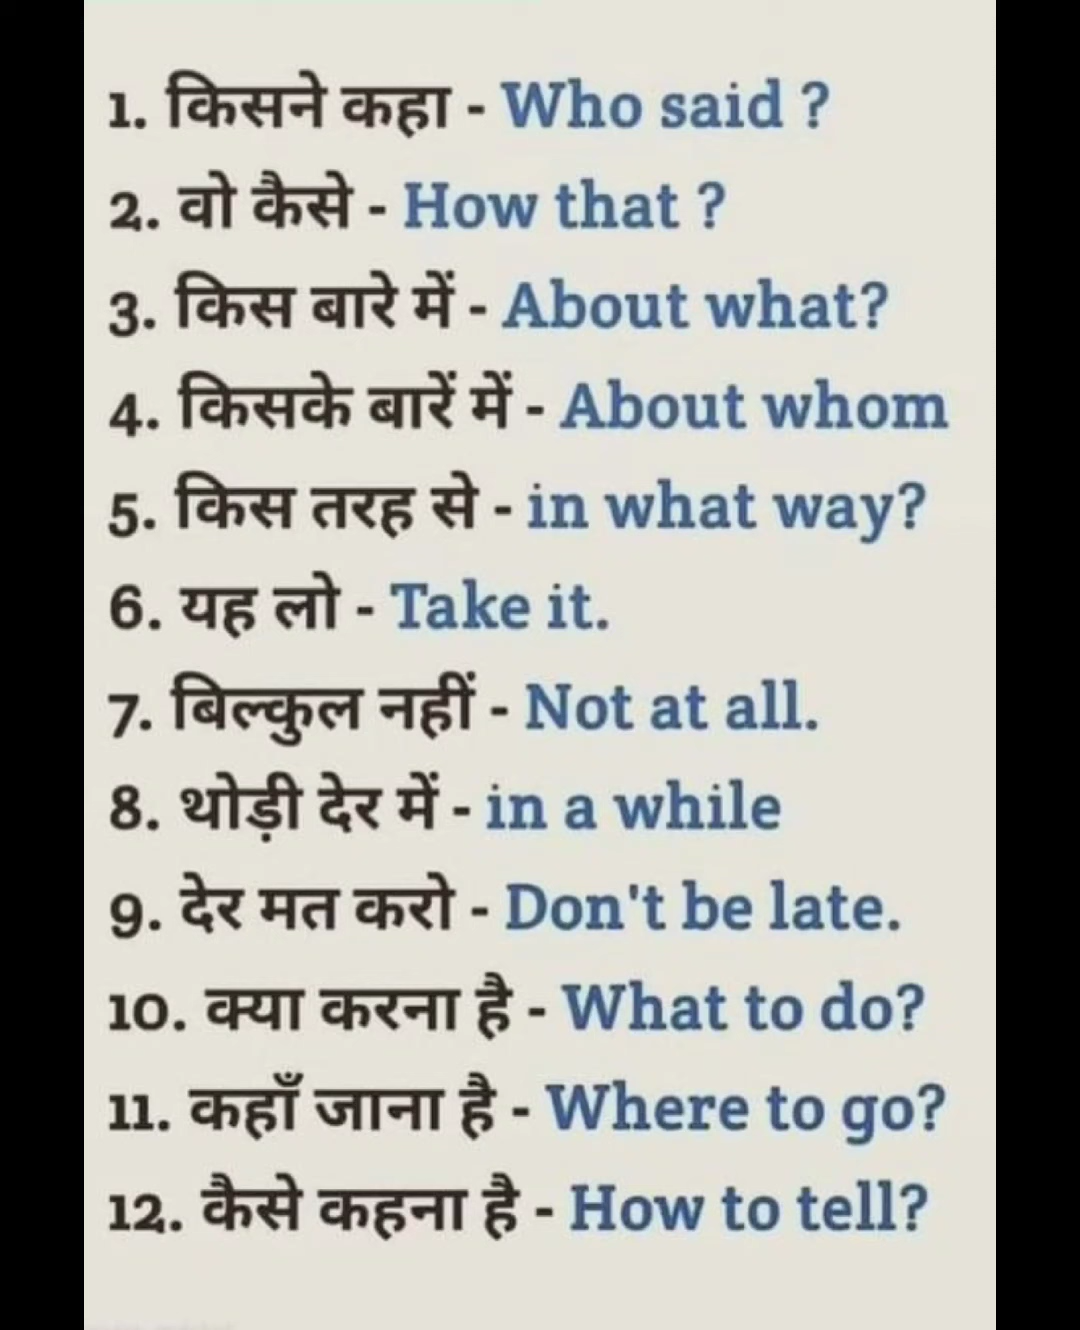 1. किसने कहा - Who said ?
2. वो कैसे - How that ?
3. किस बारे में - About what?
4. किसके बारें में - About whom
5. किस तरह से - in what way?
6. यह लो - Take it.
7. बिल्कुल नहीं - Not at all.
8. थोड़ी देर में - in a while
9. देर मत करो - Don't be late.
10. क्या करना है - What to do?
11. कहाँ जाना है - Where to go?
12. कैसे कहना है - How to tell?